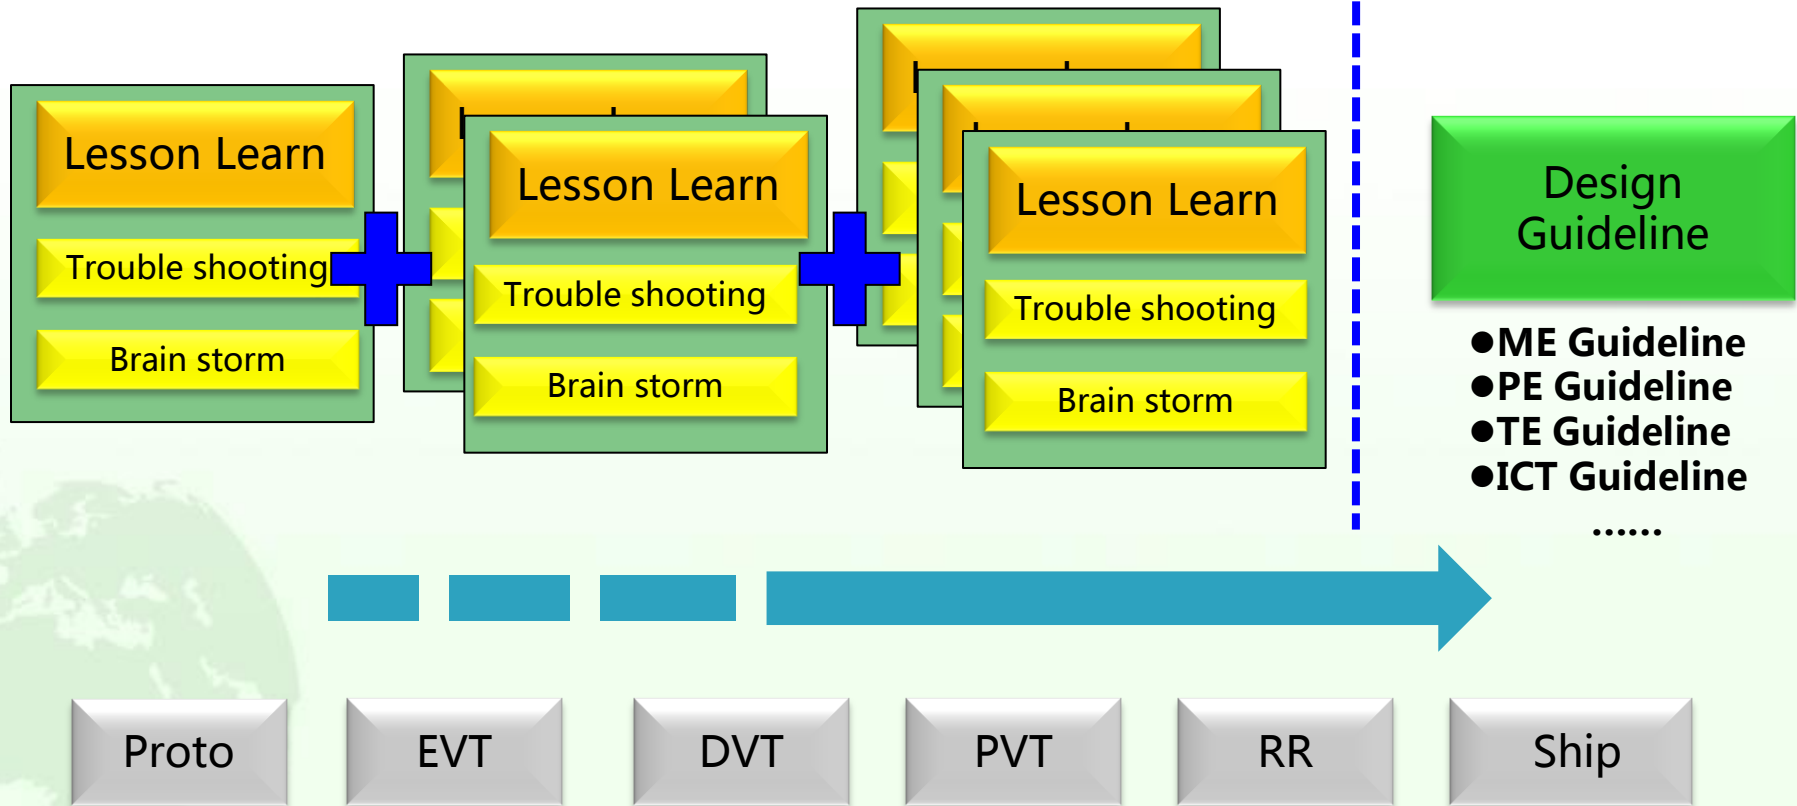 Lesson Learn
Trouble shooting
Brain storm
Lesson Learn
Trouble shooting
Brain storm
Lesson Learn
Trouble shooting
Brain storm
Design
Guideline
●ME Guideline
●PE Guideline
●TE Guideline
●ICT Guideline
......
Proto
EVT
DVT
PVT
RR
Ship